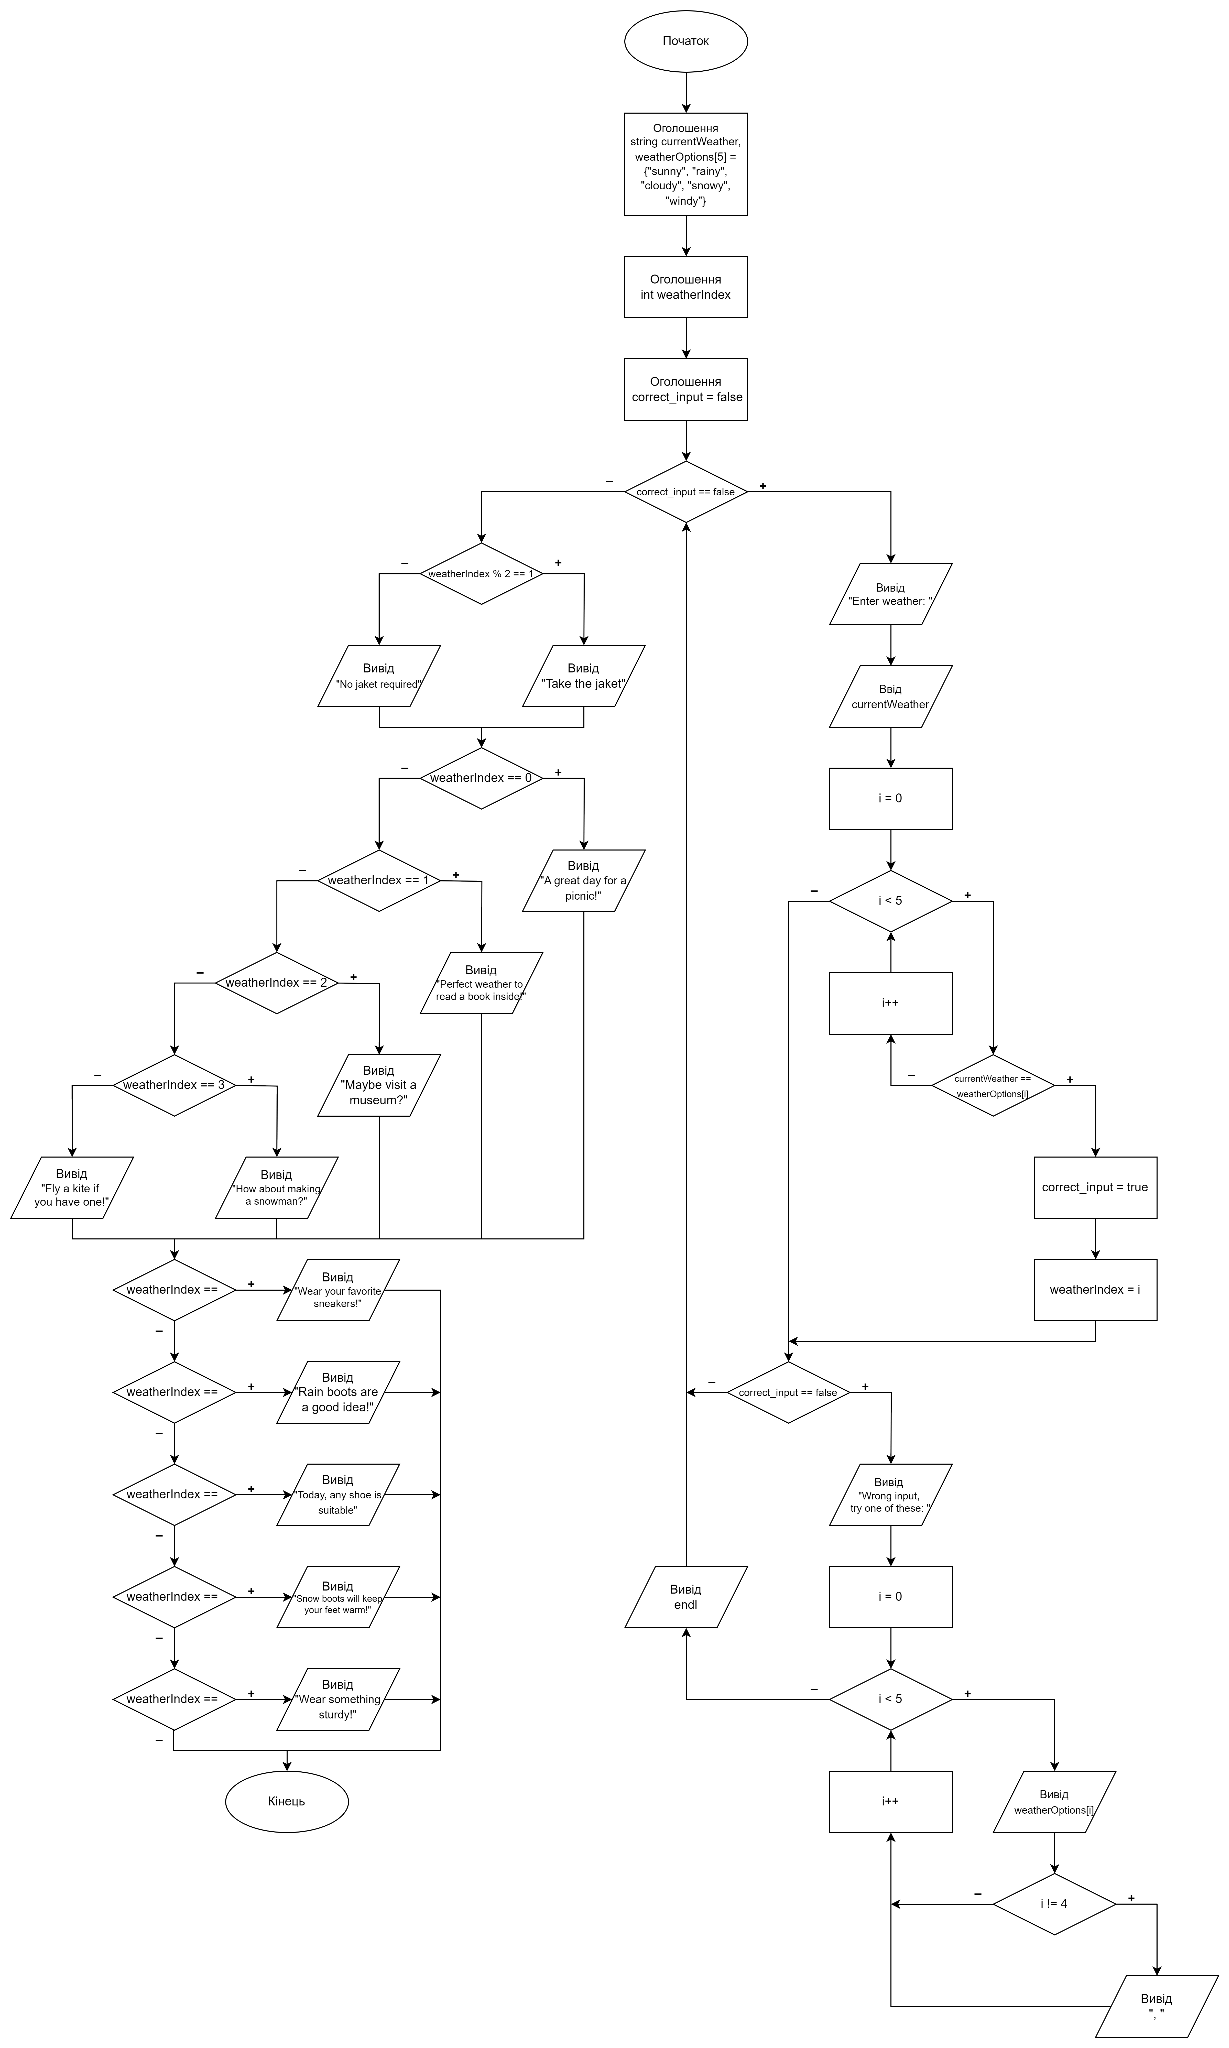 Початок
Оголошення
string currentWeather,
weatherOptions[5] =
{"sunny", "rainy",
"cloudy", "snowy",
"windy"}
Оголошення
int weatherIndex
Оголошення
correct_input = false
correct_input == false
–
+
weatherIndex % 2 == 1
–
+
Вивід
"No jaket required"
Вивід
"Take the jaket"
weatherIndex == 0
–
+
Вивід
"A great day for a
picnic!"
weatherIndex == 1
–
+
Вивід
"Perfect weather to
read a book inside!"
weatherIndex == 2
–
+
Вивід
"Maybe visit a
museum?"
weatherIndex == 3
–
+
Вивід
"Fly a kite if
you have one!"
Вивід
"How about making
a snowman?"
weatherIndex ==
+
–
Вивід
"Wear your favorite
sneakers!"
weatherIndex ==
+
–
Вивід
"Rain boots are
a good idea!"
weatherIndex ==
+
–
Вивід
"Today, any shoe is
suitable"
weatherIndex ==
+
–
Вивід
"Snow boots will keep
your feet warm!"
weatherIndex ==
+
–
Вивід
"Wear something
sturdy!"
Кінець
Вивід
"Enter weather: "
Ввід
currentWeather
i = 0
i < 5
–
+
i++
currentWeather ==
weatherOptions[i]
–
+
correct_input = true
weatherIndex = i
correct_input == false
–
+
Вивід
"Wrong input,
try one of these: "
i = 0
Вивід
endl
i < 5
–
+
i++
Вивід
weatherOptions[i]
i != 4
–
+
Вивід
", "